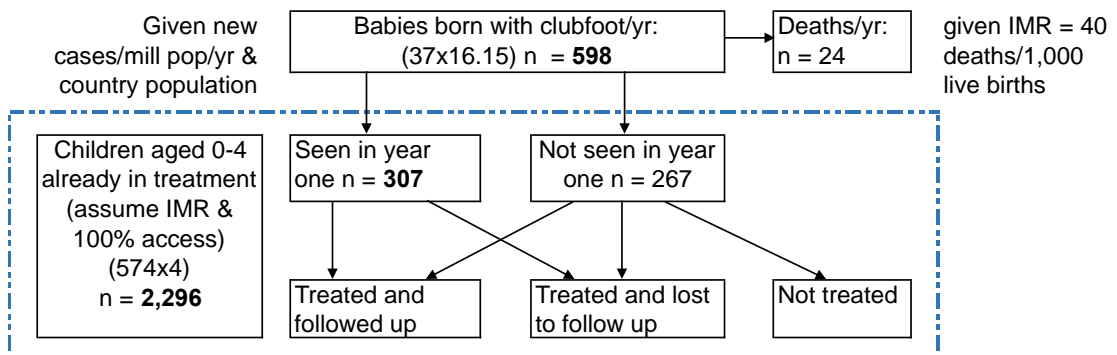 Given new
cases/mill pop/yr &
country population
Babies born with clubfoot/yr:
(37x16.15) n = 598
Deaths/yr:
n = 24
given IMR = 40
deaths/1,000
live births
Children aged 0-4
already in treatment
(assume IMR &
100% access)
(574x4)
n = 2,296
Seen in year
one n = 307
Not seen in year
one n = 267
Treated and
followed up
Treated and lost
to follow up
Not treated